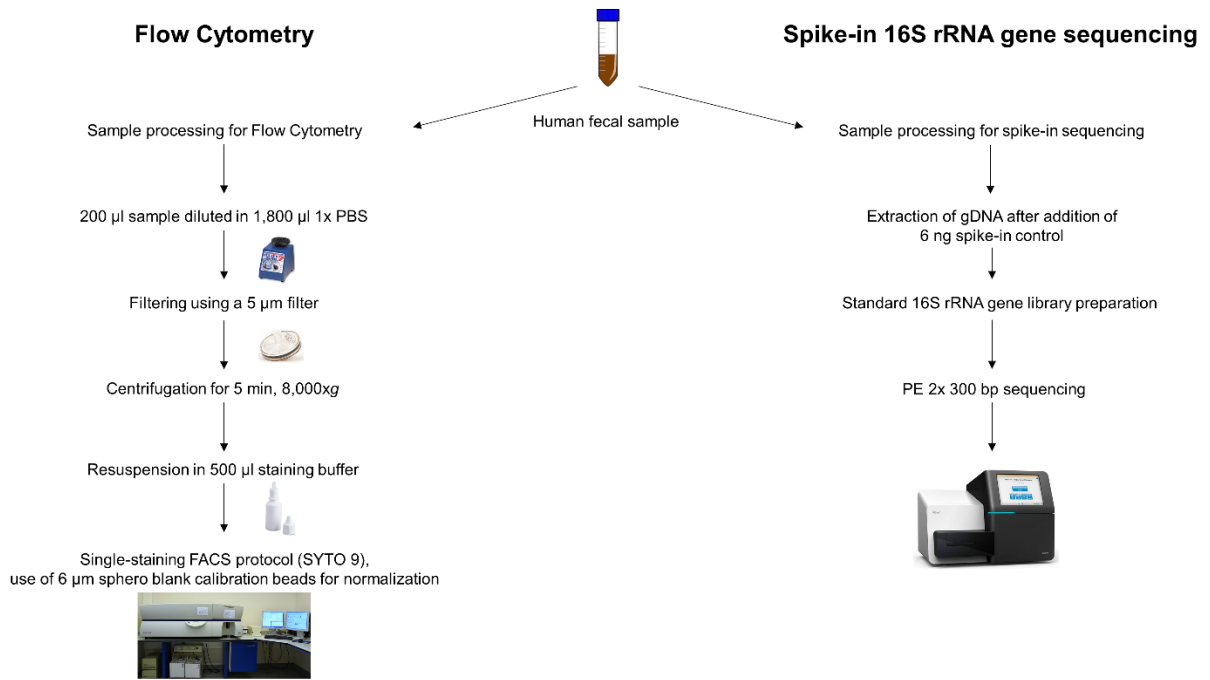 Flow Cytometry
Spike-in 16S rRNA gene sequencing
Human fecal sample
Sample processing for Flow Cytometry
200 µl sample diluted in 1,800 µl 1x PBS
Filtering using a 5 µm filter
Centrifugation for 5 min, 8,000xg
Resuspension in 500 µl staining buffer
Single-staining FACS protocol (SYTO 9),
use of 6 µm sphero blank calibration beads for normalization
Sample processing for spike-in sequencing
Extraction of gDNA after addition of
6 ng spike-in control
Standard 16S rRNA gene library preparation
PE 2x 300 bp sequencing